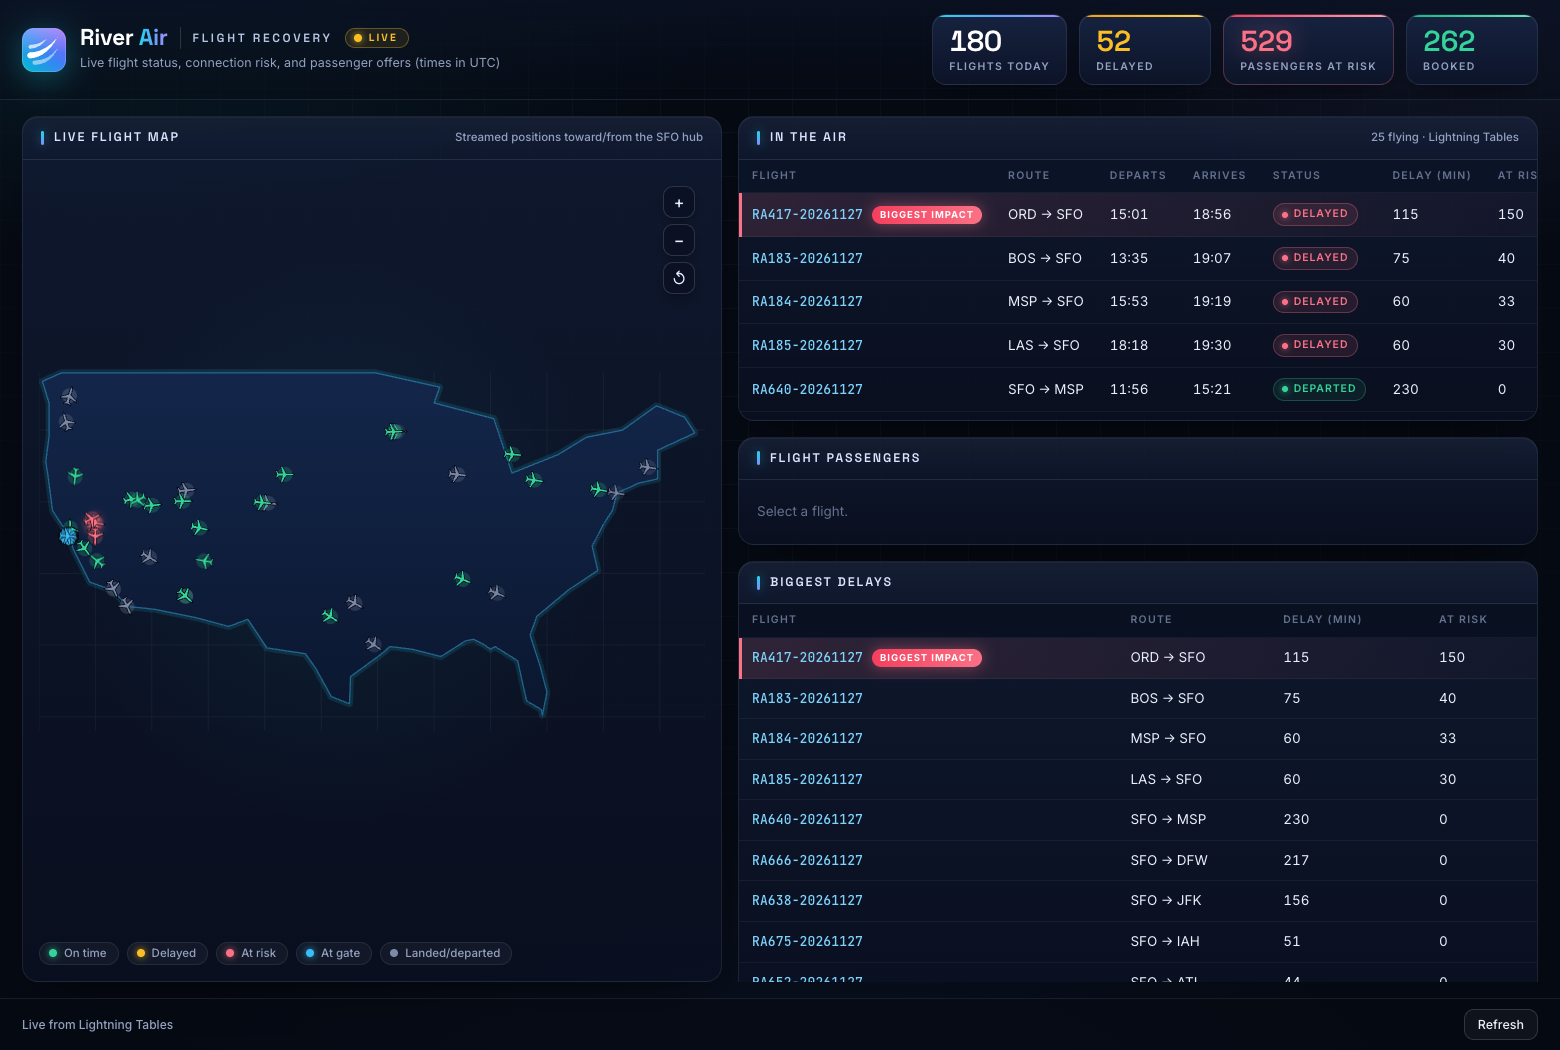 River Air FLIGHT RECOVERY LIVE
Live flight status, connection risk, and passenger offers (times in UTC)
180
FLIGHTS TODAY
52
DELAYED
529
PASSENGERS AT RISK
262
BOOKED
LIVE FLIGHT MAP Streamed positions toward/from the SFO hub
+
−
On time Delayed At risk At gate Landed/departed
IN THE AIR 25 flying · Lightning Tables
FLIGHT ROUTE DEPARTS ARRIVES STATUS DELAY (MIN) AT RIS
RA417-20261127 BIGGEST IMPACT ORD → SFO 15:01 18:56 DELAYED 115 150
RA183-20261127 BOS → SFO 13:35 19:07 DELAYED 75 40
RA184-20261127 MSP → SFO 15:53 19:19 DELAYED 60 33
RA185-20261127 LAS → SFO 18:18 19:30 DELAYED 60 30
RA640-20261127 SFO → MSP 11:56 15:21 DEPARTED 230 0
FLIGHT PASSENGERS
Select a flight.
BIGGEST DELAYS
FLIGHT ROUTE DELAY (MIN) AT RISK
RA417-20261127 BIGGEST IMPACT ORD → SFO 115 150
RA183-20261127 BOS → SFO 75 40
RA184-20261127 MSP → SFO 60 33
RA185-20261127 LAS → SFO 60 30
RA640-20261127 SFO → MSP 230 0
RA666-20261127 SFO → DFW 217 0
RA638-20261127 SFO → JFK 156 0
RA675-20261127 SFO → IAH 51 0
RA652-20261127 SFO → ATL 44 0
Live from Lightning Tables Refresh